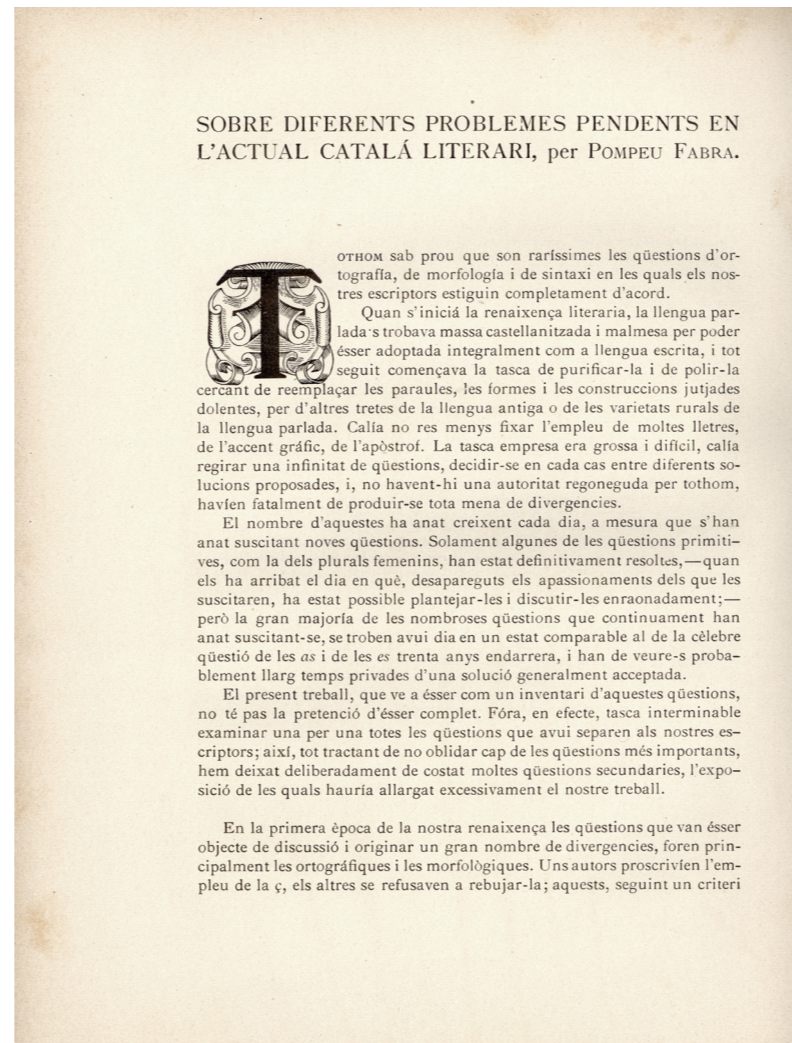 SOBRE DIFERENTS PROBLEMES PENDENTS EN
L'ACTUAL CATALÁ LITERARI, per POMPEU FABRA.
TOTHOM sab prou que son raríssimes les qüestions d'or-
tografía, de morfología i de sintaxi en les quals els nos-
tres escriptors estiguin completament d'acord.
Quan s'iniciá la renaixença literaria, la llengua par-
lada·s trobava massa castellanitzada i malmesa per poder
ésser adoptada integralment com a llengua escrita, i tot
seguit començava la tasca de purificar-la i de polir-la
cercant de reemplaçar les paraules, les formes i les construccions jutjades
dolentes, per d'altres tretes de la llengua antiga o de les varietats rurals de
la llengua parlada. Calía no res menys fixar l'empleu de moltes lletres,
de l'accent gráfic, de l'apòstrof. La tasca empresa era grossa i difícil, calía
regirar una infinitat de qüestions, decidir-se en cada cas entre diferents so-
lucions proposades, i, no havent-hi una autoritat regoneguda per tothom,
havíen fatalment de produir-se tota mena de divergencies.
El nombre d'aquestes ha anat creixent cada dia, a mesura que s'han
anat suscitant noves qüestions. Solament algunes de les qüestions primiti-
ves, com la dels plurals femenins, han estat definitivament resoltes,—quan
els ha arribat el dia en què, desapareguts els apassionaments dels que les
suscitaren, ha estat possible plantejar-les i discutir-les enraonadament;—
però la gran majoría de les nombroses qüestions que continuament han
anat suscitant-se, se troben avui dia en un estat comparable al de la cèlebre
qüestió de les as i de les es trenta anys endarrera, i han de veure-s proba-
blement llarg temps privades d'una solució generalment acceptada.
El present treball, que ve a ésser com un inventari d'aquestes qüestions,
no té pas la pretenció d'ésser complet. Fóra, en efecte, tasca interminable
examinar una per una totes les qüestions que avui separen als nostres es-
criptors; així, tot tractant de no oblidar cap de les qüestions més importants,
hem deixat deliberadament de costat moltes qüestions secundaries, l'expo-
sició de les quals hauría allargat excessivament el nostre treball.
En la primera època de la nostra renaixença les qüestions que van ésser
objecte de discussió i originar un gran nombre de divergencies, foren prin-
cipalment les ortográfiques i les morfològiques. Uns autors proscrivíen l'em-
pleu de la ç, els altres se refusaven a rebujar-la; aquests, seguint un criteri